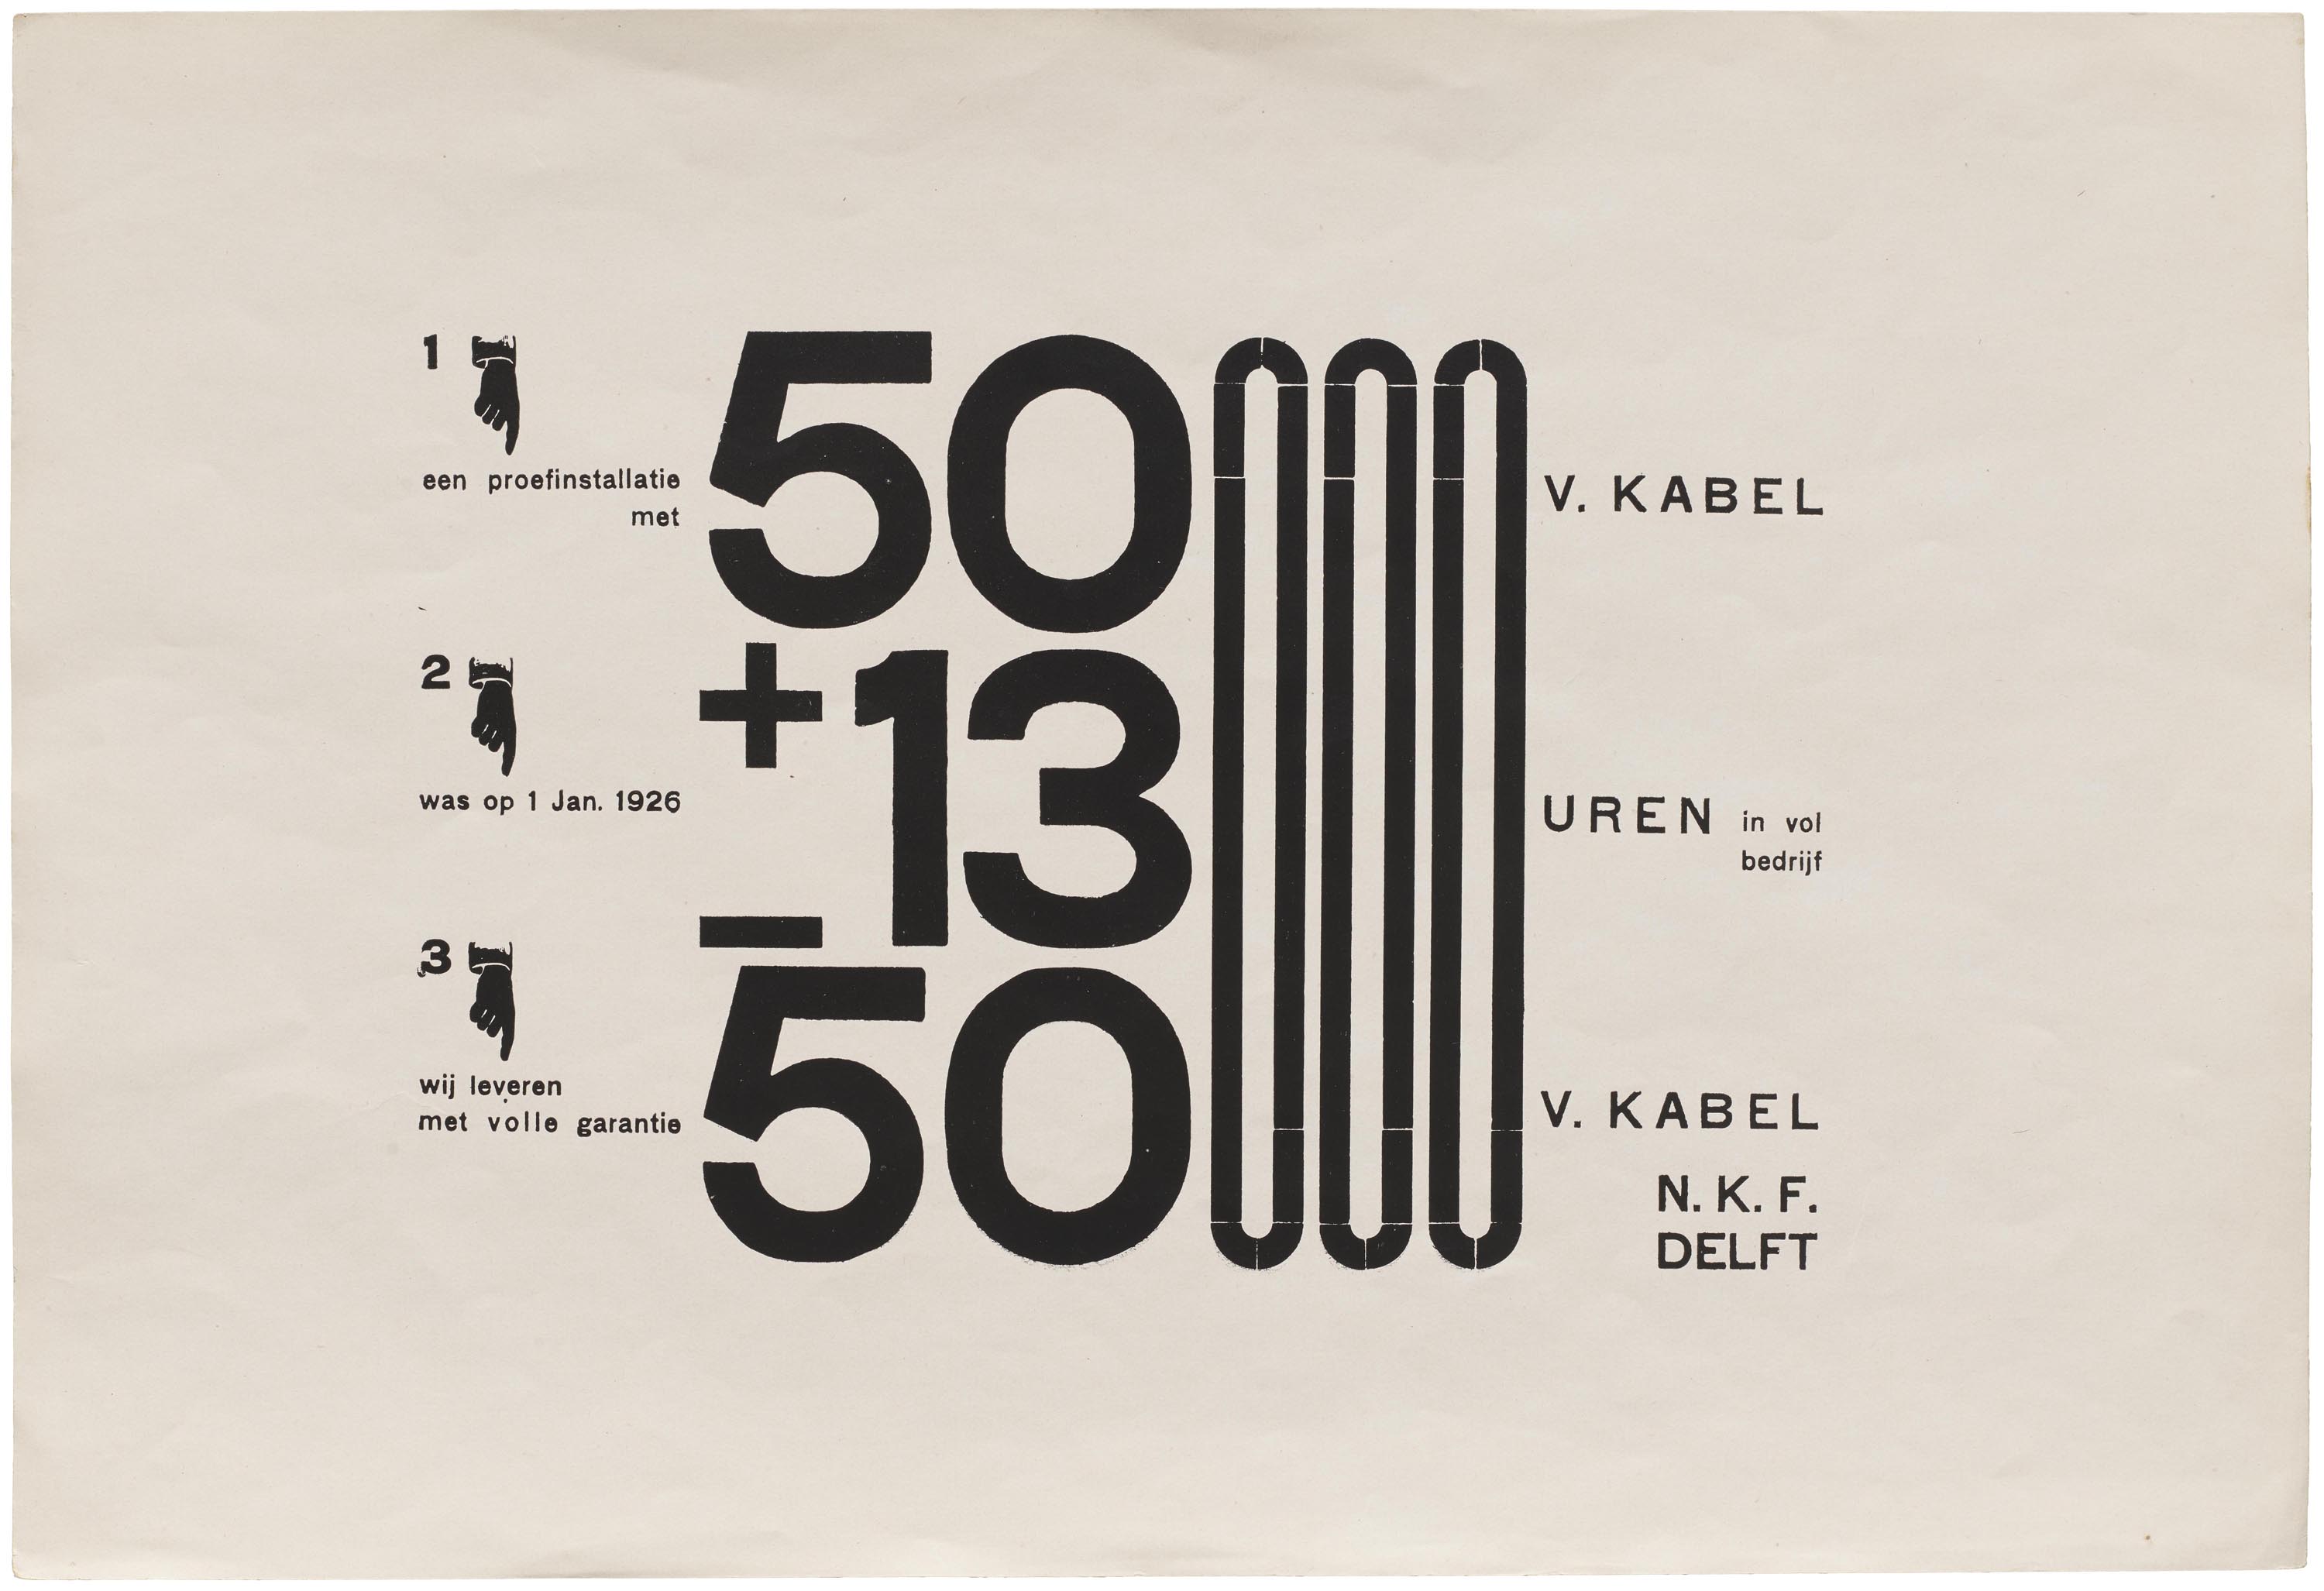 1
een proefinstallatie
met 50000 V. KABEL
2
was op 1 Jan. 1926 ±13000 UREN in vol
bedrijf
3
wij leveren
met volle garantie 50000 V. KABEL
N. K. F.
DELFT